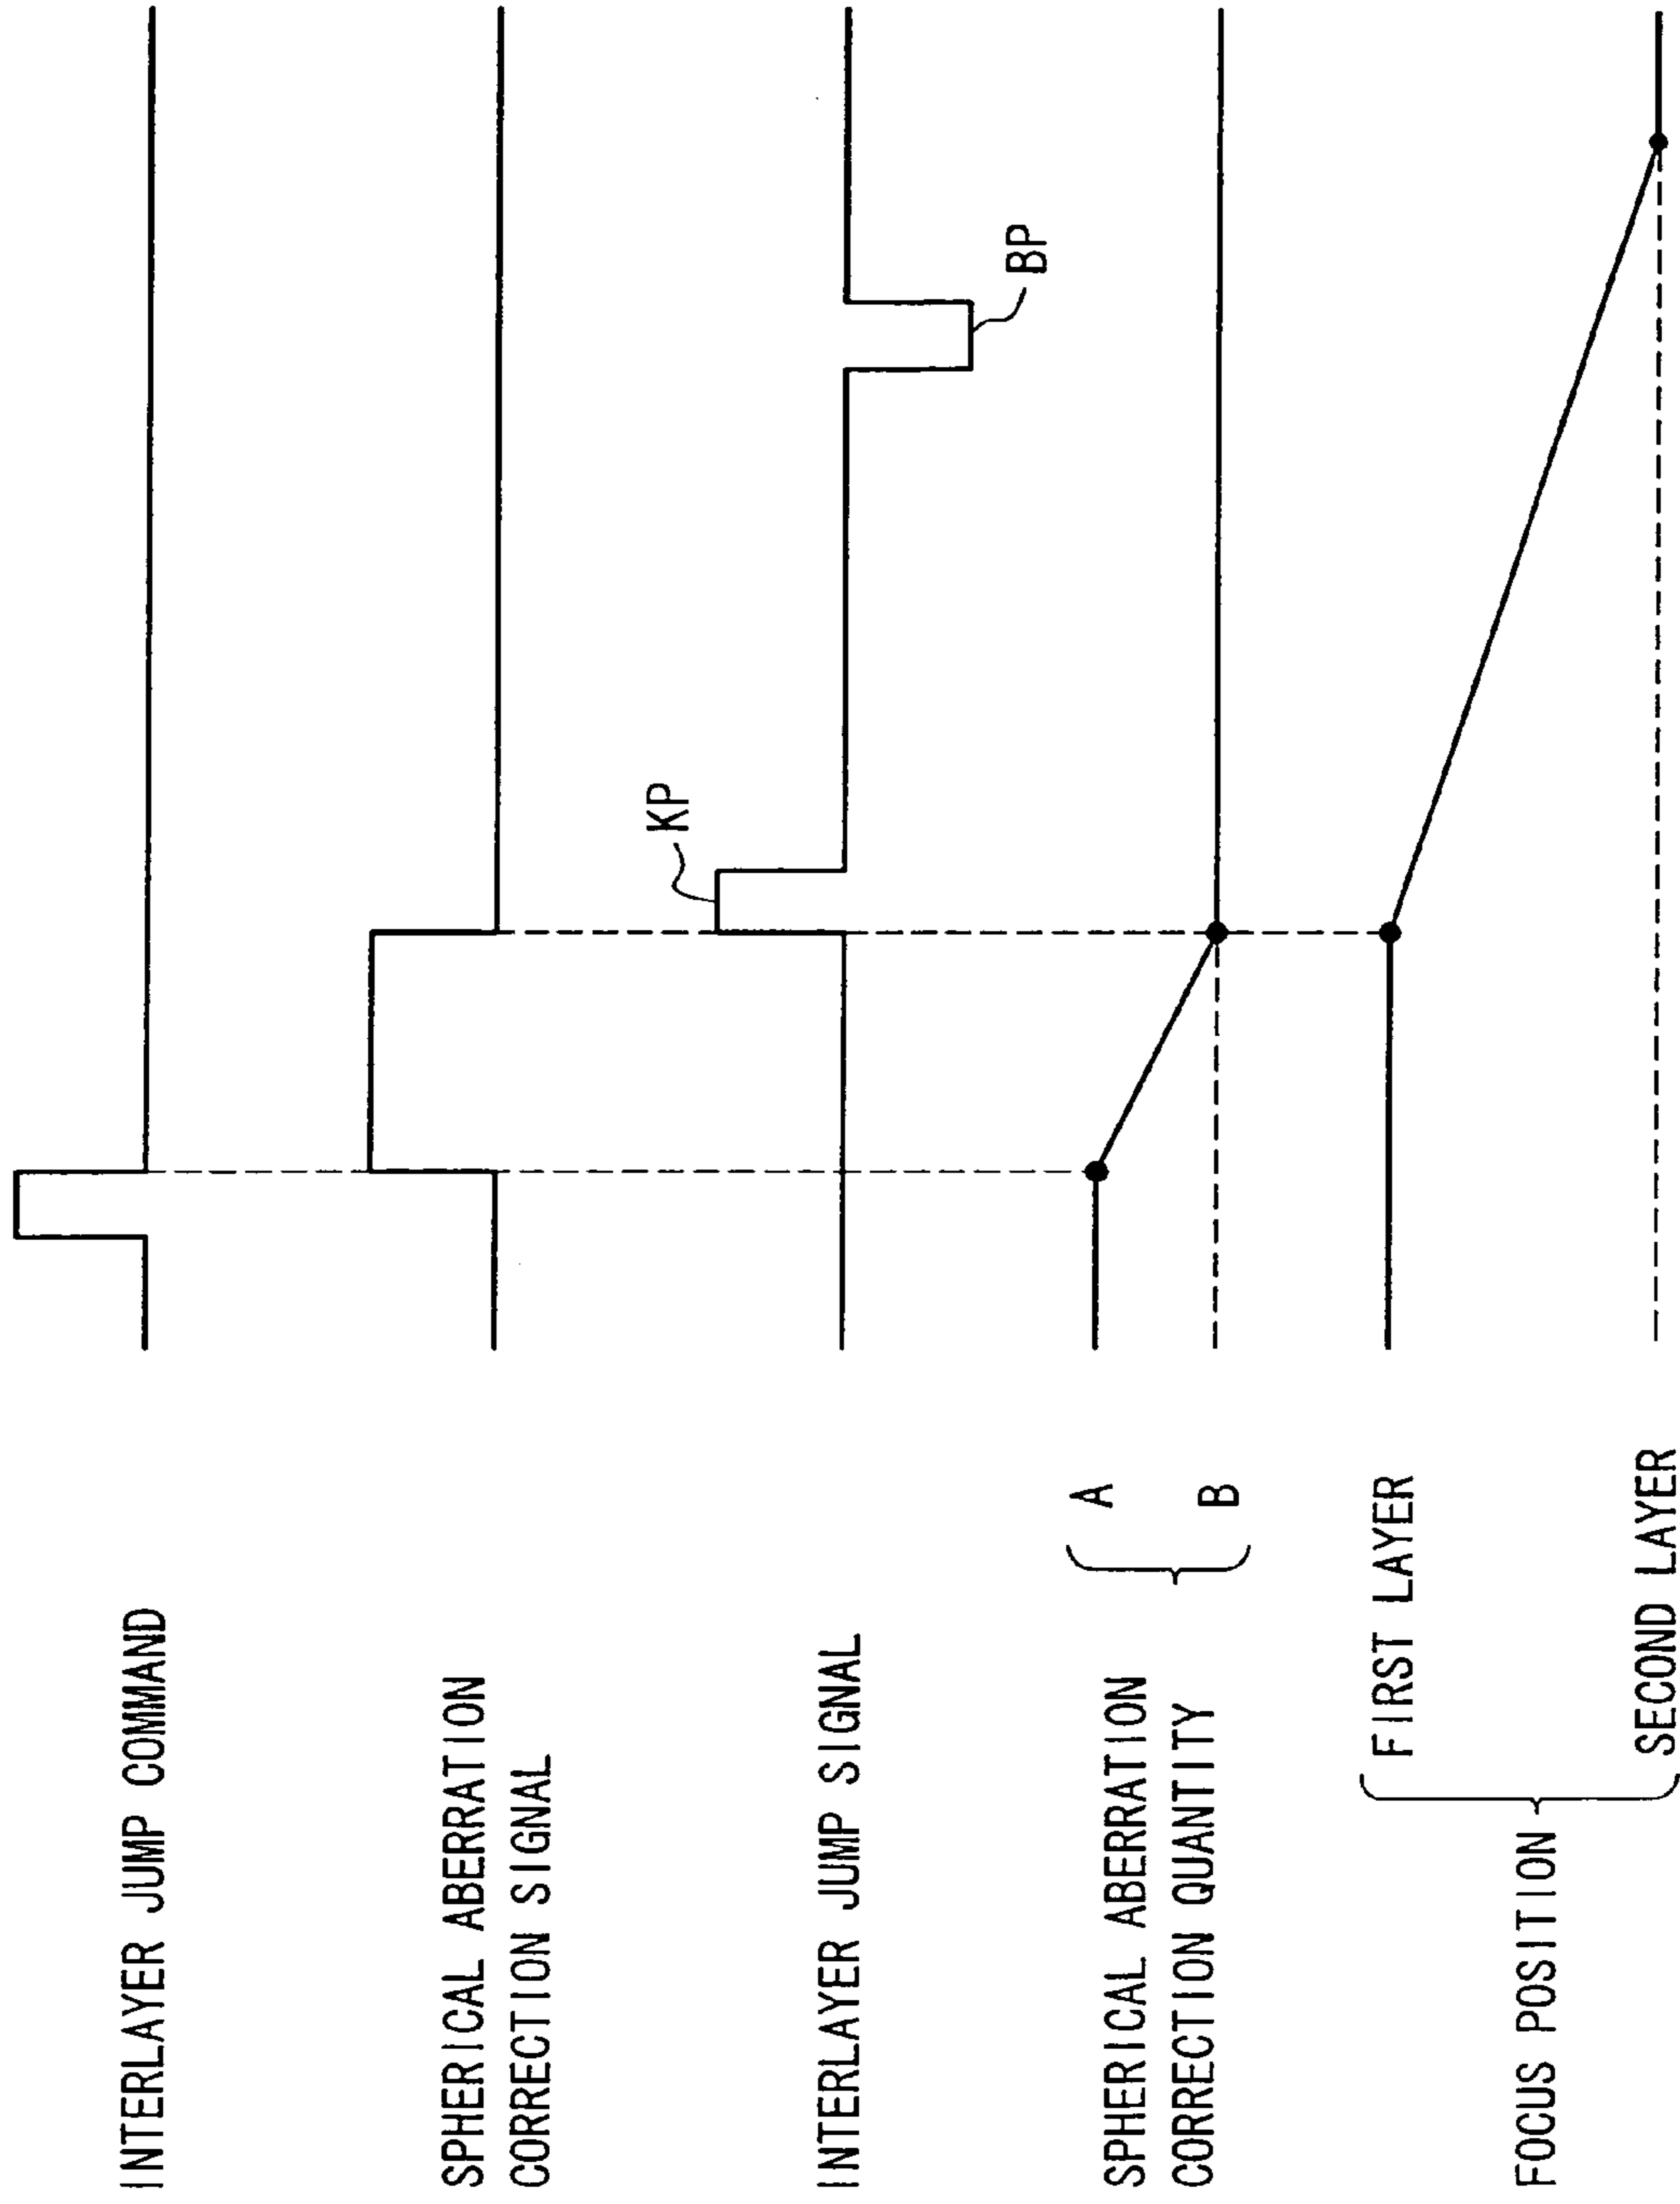 INTERLAYER JUMP COMMAND
SPHERICAL ABERRATION
CORRECTION SIGNAL
INTERLAYER JUMP SIGNAL
KP
BP
SPHERICAL ABERRATION
CORRECTION QUANTITY
A
B
FOCUS POSITION
FIRST LAYER
SECOND LAYER